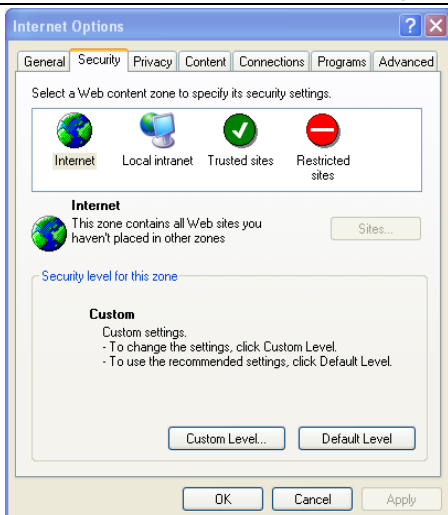 Internet Options
General Security Privacy Content Connections Programs Advanced
Select a Web content zone to specify its security settings.
Internet Local intranet Trusted sites Restricted
sites
Internet
This zone contains all Web sites you
haven't placed in other zones
Sites...
Security level for this zone
Custom
Custom settings.
- To change the settings, click Custom Level.
- To use the recommended settings, click Default Level.
Custom Level... Default Level
OK Cancel Apply